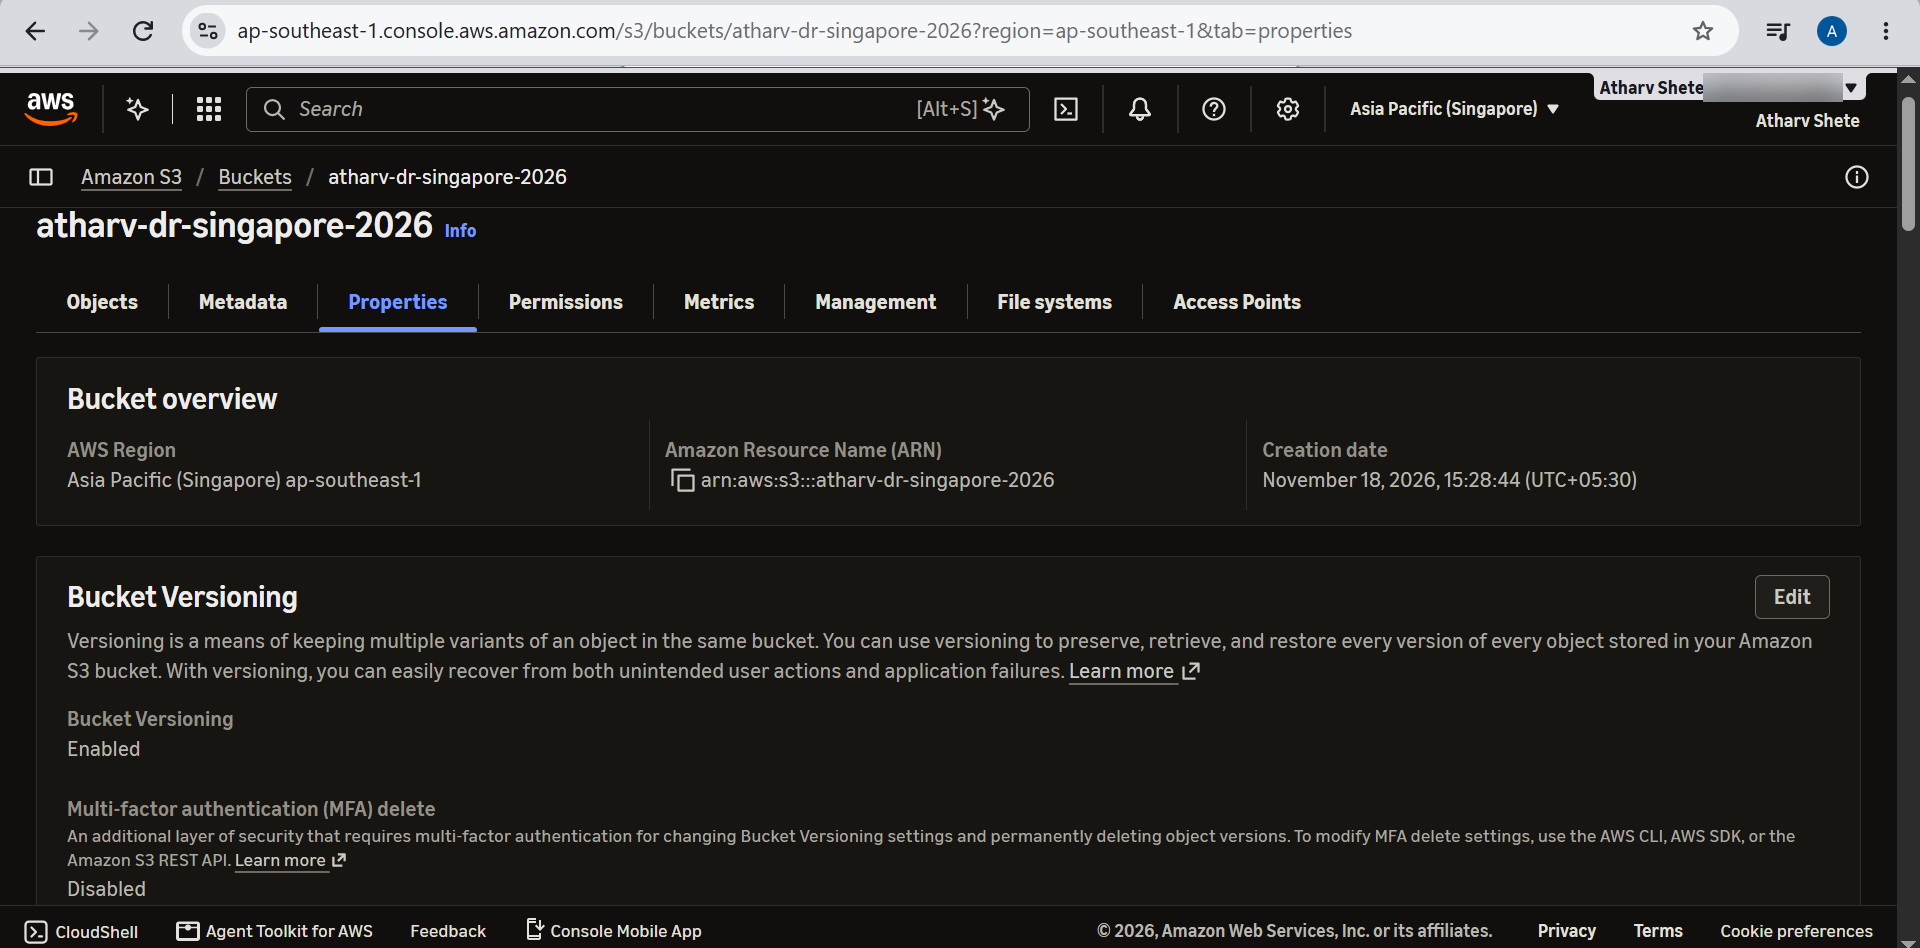 ap-southeast-1.console.aws.amazon.com/s3/buckets/atharv-dr-singapore-2026?region=ap-southeast-1&tab=properties
A
aws
Search
[Alt+S]
Asia Pacific (Singapore)
Atharv Shete
Atharv Shete
Amazon S3 / Buckets / atharv-dr-singapore-2026
atharv-dr-singapore-2026 Info
Objects Metadata Properties Permissions Metrics Management File systems Access Points
Bucket overview
AWS Region
Asia Pacific (Singapore) ap-southeast-1
Amazon Resource Name (ARN)
arn:aws:s3:::atharv-dr-singapore-2026
Creation date
November 18, 2026, 15:28:44 (UTC+05:30)
Bucket Versioning
Edit
Versioning is a means of keeping multiple variants of an object in the same bucket. You can use versioning to preserve, retrieve, and restore every version of every object stored in your Amazon
S3 bucket. With versioning, you can easily recover from both unintended user actions and application failures. Learn more
Bucket Versioning
Enabled
Multi-factor authentication (MFA) delete
An additional layer of security that requires multi-factor authentication for changing Bucket Versioning settings and permanently deleting object versions. To modify MFA delete settings, use the AWS CLI, AWS SDK, or the
Amazon S3 REST API. Learn more
Disabled
CloudShell Agent Toolkit for AWS Feedback Console Mobile App © 2026, Amazon Web Services, Inc. or its affiliates. Privacy Terms Cookie preferences